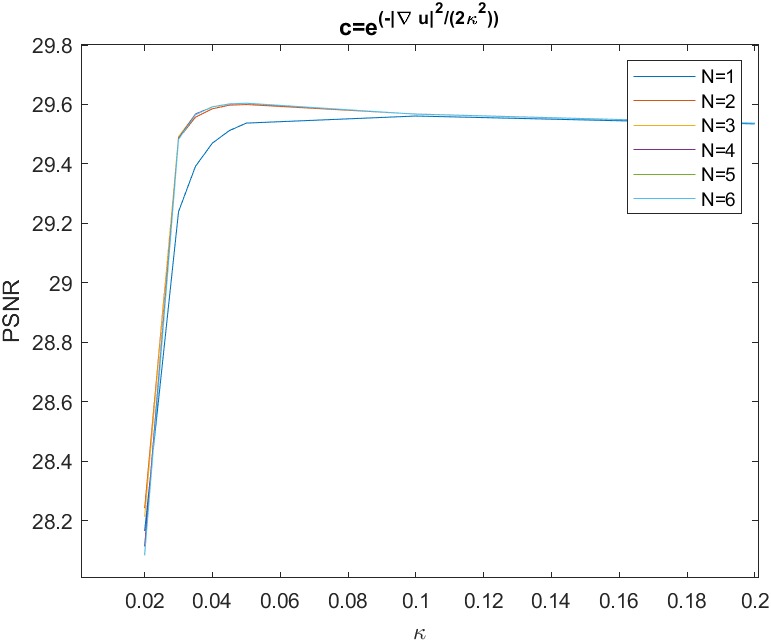 c=e^(-|∇ u|^2/(2κ^2))
29.8
29.6
29.4
29.2
29
28.8
28.6
28.4
28.2
PSNR
N=1
N=2
N=3
N=4
N=5
N=6
0.02 0.04 0.06 0.08 0.1 0.12 0.14 0.16 0.18 0.2
κ